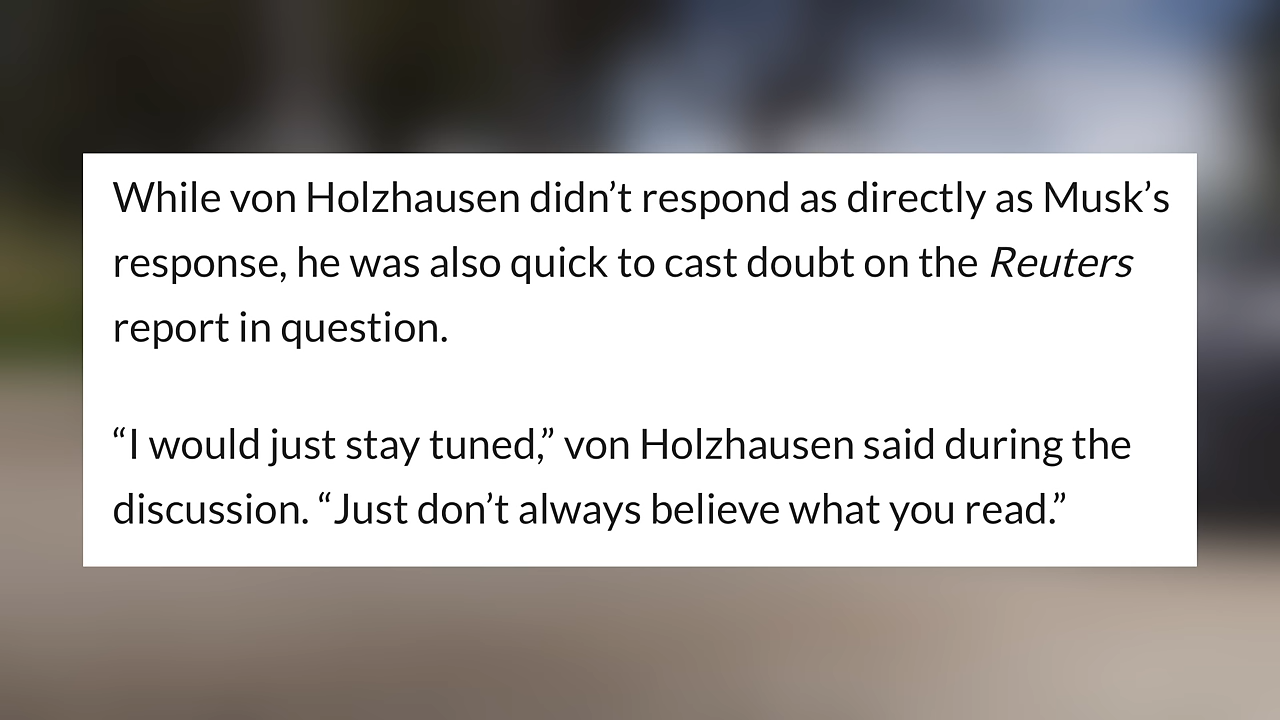 While von Holzhausen didn’t respond as directly as Musk’s
response, he was also quick to cast doubt on the Reuters
report in question.
“I would just stay tuned,” von Holzhausen said during the
discussion. “Just don’t always believe what you read.”